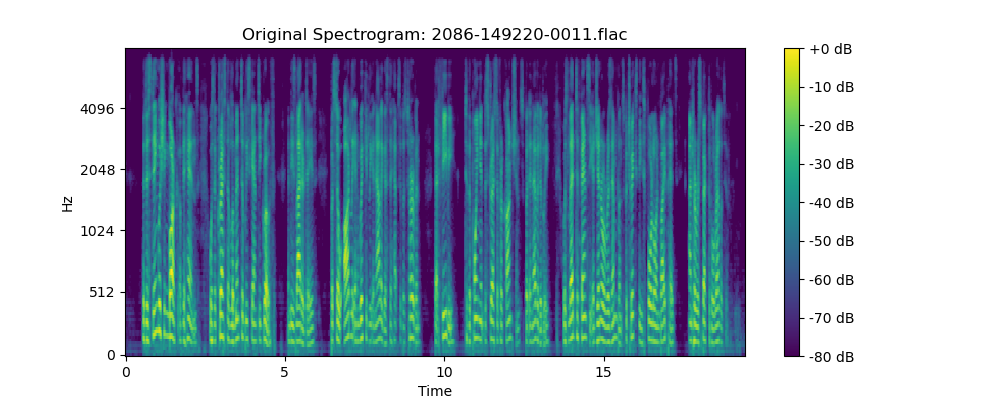 Original Spectrogram: 2086-149220-0011.flac
Hz
4096
2048
1024
512
0
0 5 10 15
Time
+0 dB
-10 dB
-20 dB
-30 dB
-40 dB
-50 dB
-60 dB
-70 dB
-80 dB